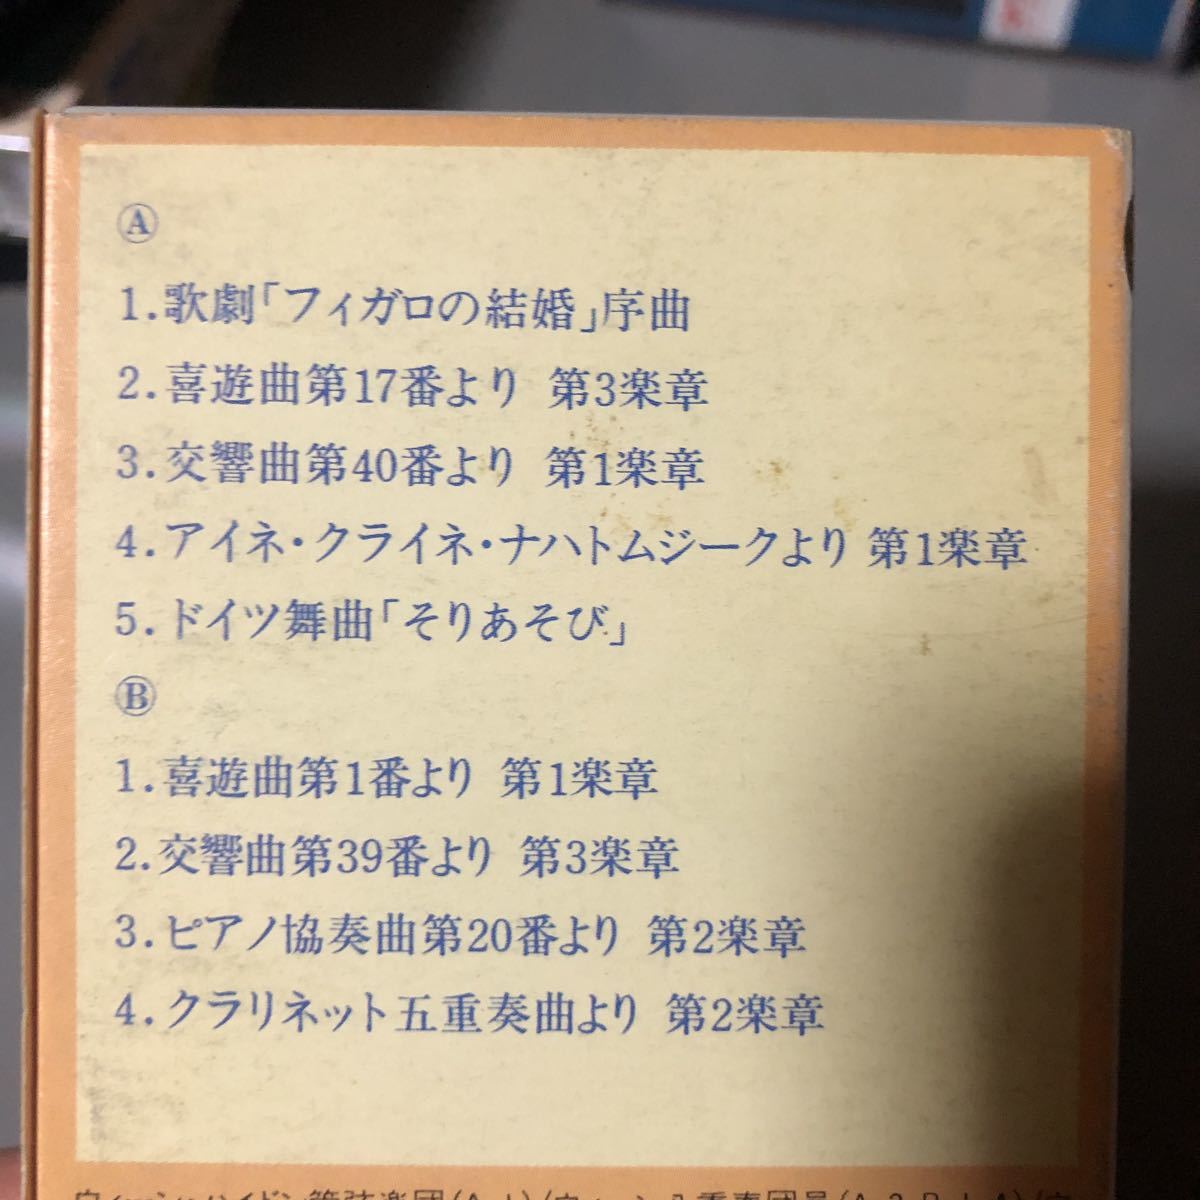 Ⓐ
1.歌劇「フィガロの結婚」序曲
2.喜遊曲第17番より 第3楽章
3.交響曲第40番より 第1楽章
4.アイネ・クライネ・ナハトムジークより 第1楽章
5.ドイツ舞曲「そりあそび」
Ⓑ
1.喜遊曲第1番より 第1楽章
2.交響曲第39番より 第3楽章
3.ピアノ協奏曲第20番より 第2楽章
4.クラリネット五重奏曲より 第2楽章